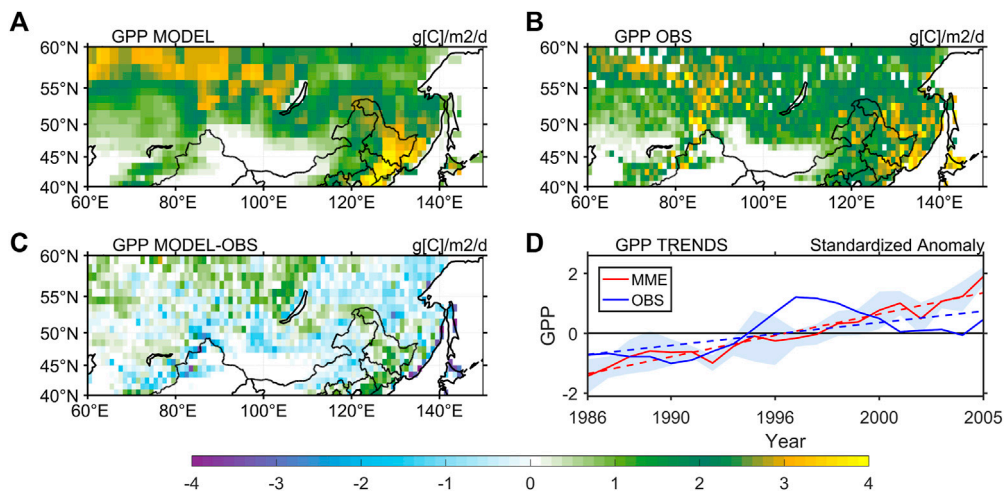 A
GPP MODEL g[C]/m2/d
60°N
55°N
50°N
45°N
40°N
60°E 80°E 100°E 120°E 140°E
B
GPP OBS g[C]/m2/d
60°N
55°N
50°N
45°N
40°N
60°E 80°E 100°E 120°E 140°E
C
GPP MODEL-OBS g[C]/m2/d
60°N
55°N
50°N
45°N
40°N
60°E 80°E 100°E 120°E 140°E
D
GPP TRENDS Standardized Anomaly
MME
OBS
GPP
2
0
-2
1986 1990 1996 2000 2005
Year
-4 -3 -2 -1 0 1 2 3 4